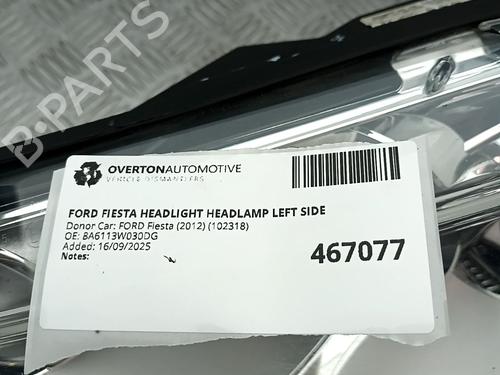 OVERTONAUTOMOTIVE
VEHICLE DISMANTLERS
FORD FIESTA HEADLIGHT HEADLAMP LEFT SIDE
Donor Car: FORD Fiesta (2012) (102318)
OE: 8A6113W030DG
Added: 16/09/2025
Notes:
467077
B-PARTS